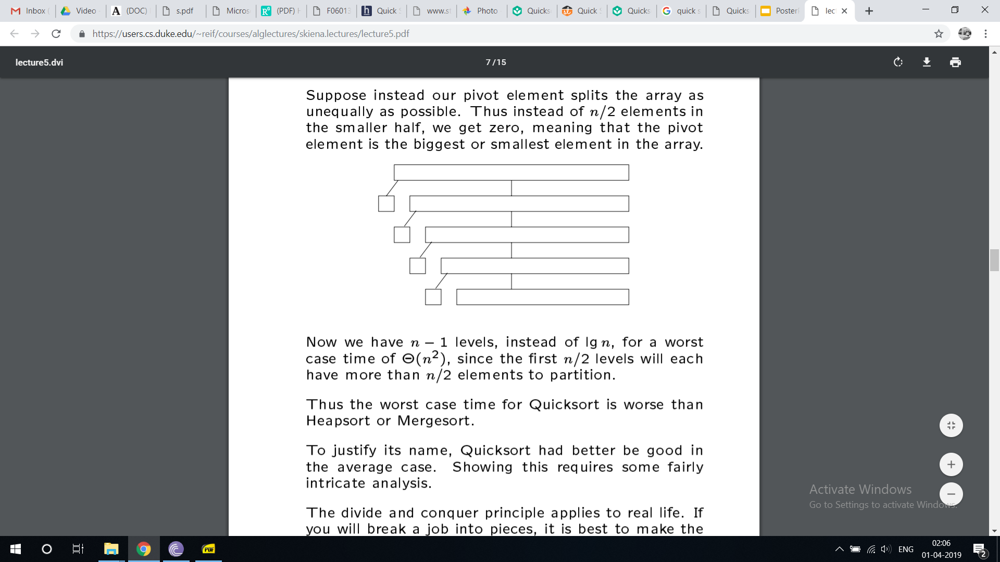 Inbox (
Video
A (DOC)
s.pdf
Micros
RG (PDF) H
F06013
h Quick S
www.st
Photo
Quicks
Quick S
Quicks
G quick s
Quicks
Poster
lec
https://users.cs.duke.edu/~reif/courses/alglectures/skiena.lectures/lecture5.pdf
lecture5.dvi
7 / 15
Suppose instead our pivot element splits the array as
unequally as possible. Thus instead of n/2 elements in
the smaller half, we get zero, meaning that the pivot
element is the biggest or smallest element in the array.
Now we have n − 1 levels, instead of lg n, for a worst
case time of Θ(n²), since the first n/2 levels will each
have more than n/2 elements to partition.
Thus the worst case time for Quicksort is worse than
Heapsort or Mergesort.
To justify its name, Quicksort had better be good in
the average case. Showing this requires some fairly
intricate analysis.
The divide and conquer principle applies to real life. If
you will break a job into pieces, it is best to make the
Activate Windows
Go to Settings to activate Windows.
PDF
ENG
02:06
01-04-2019
2